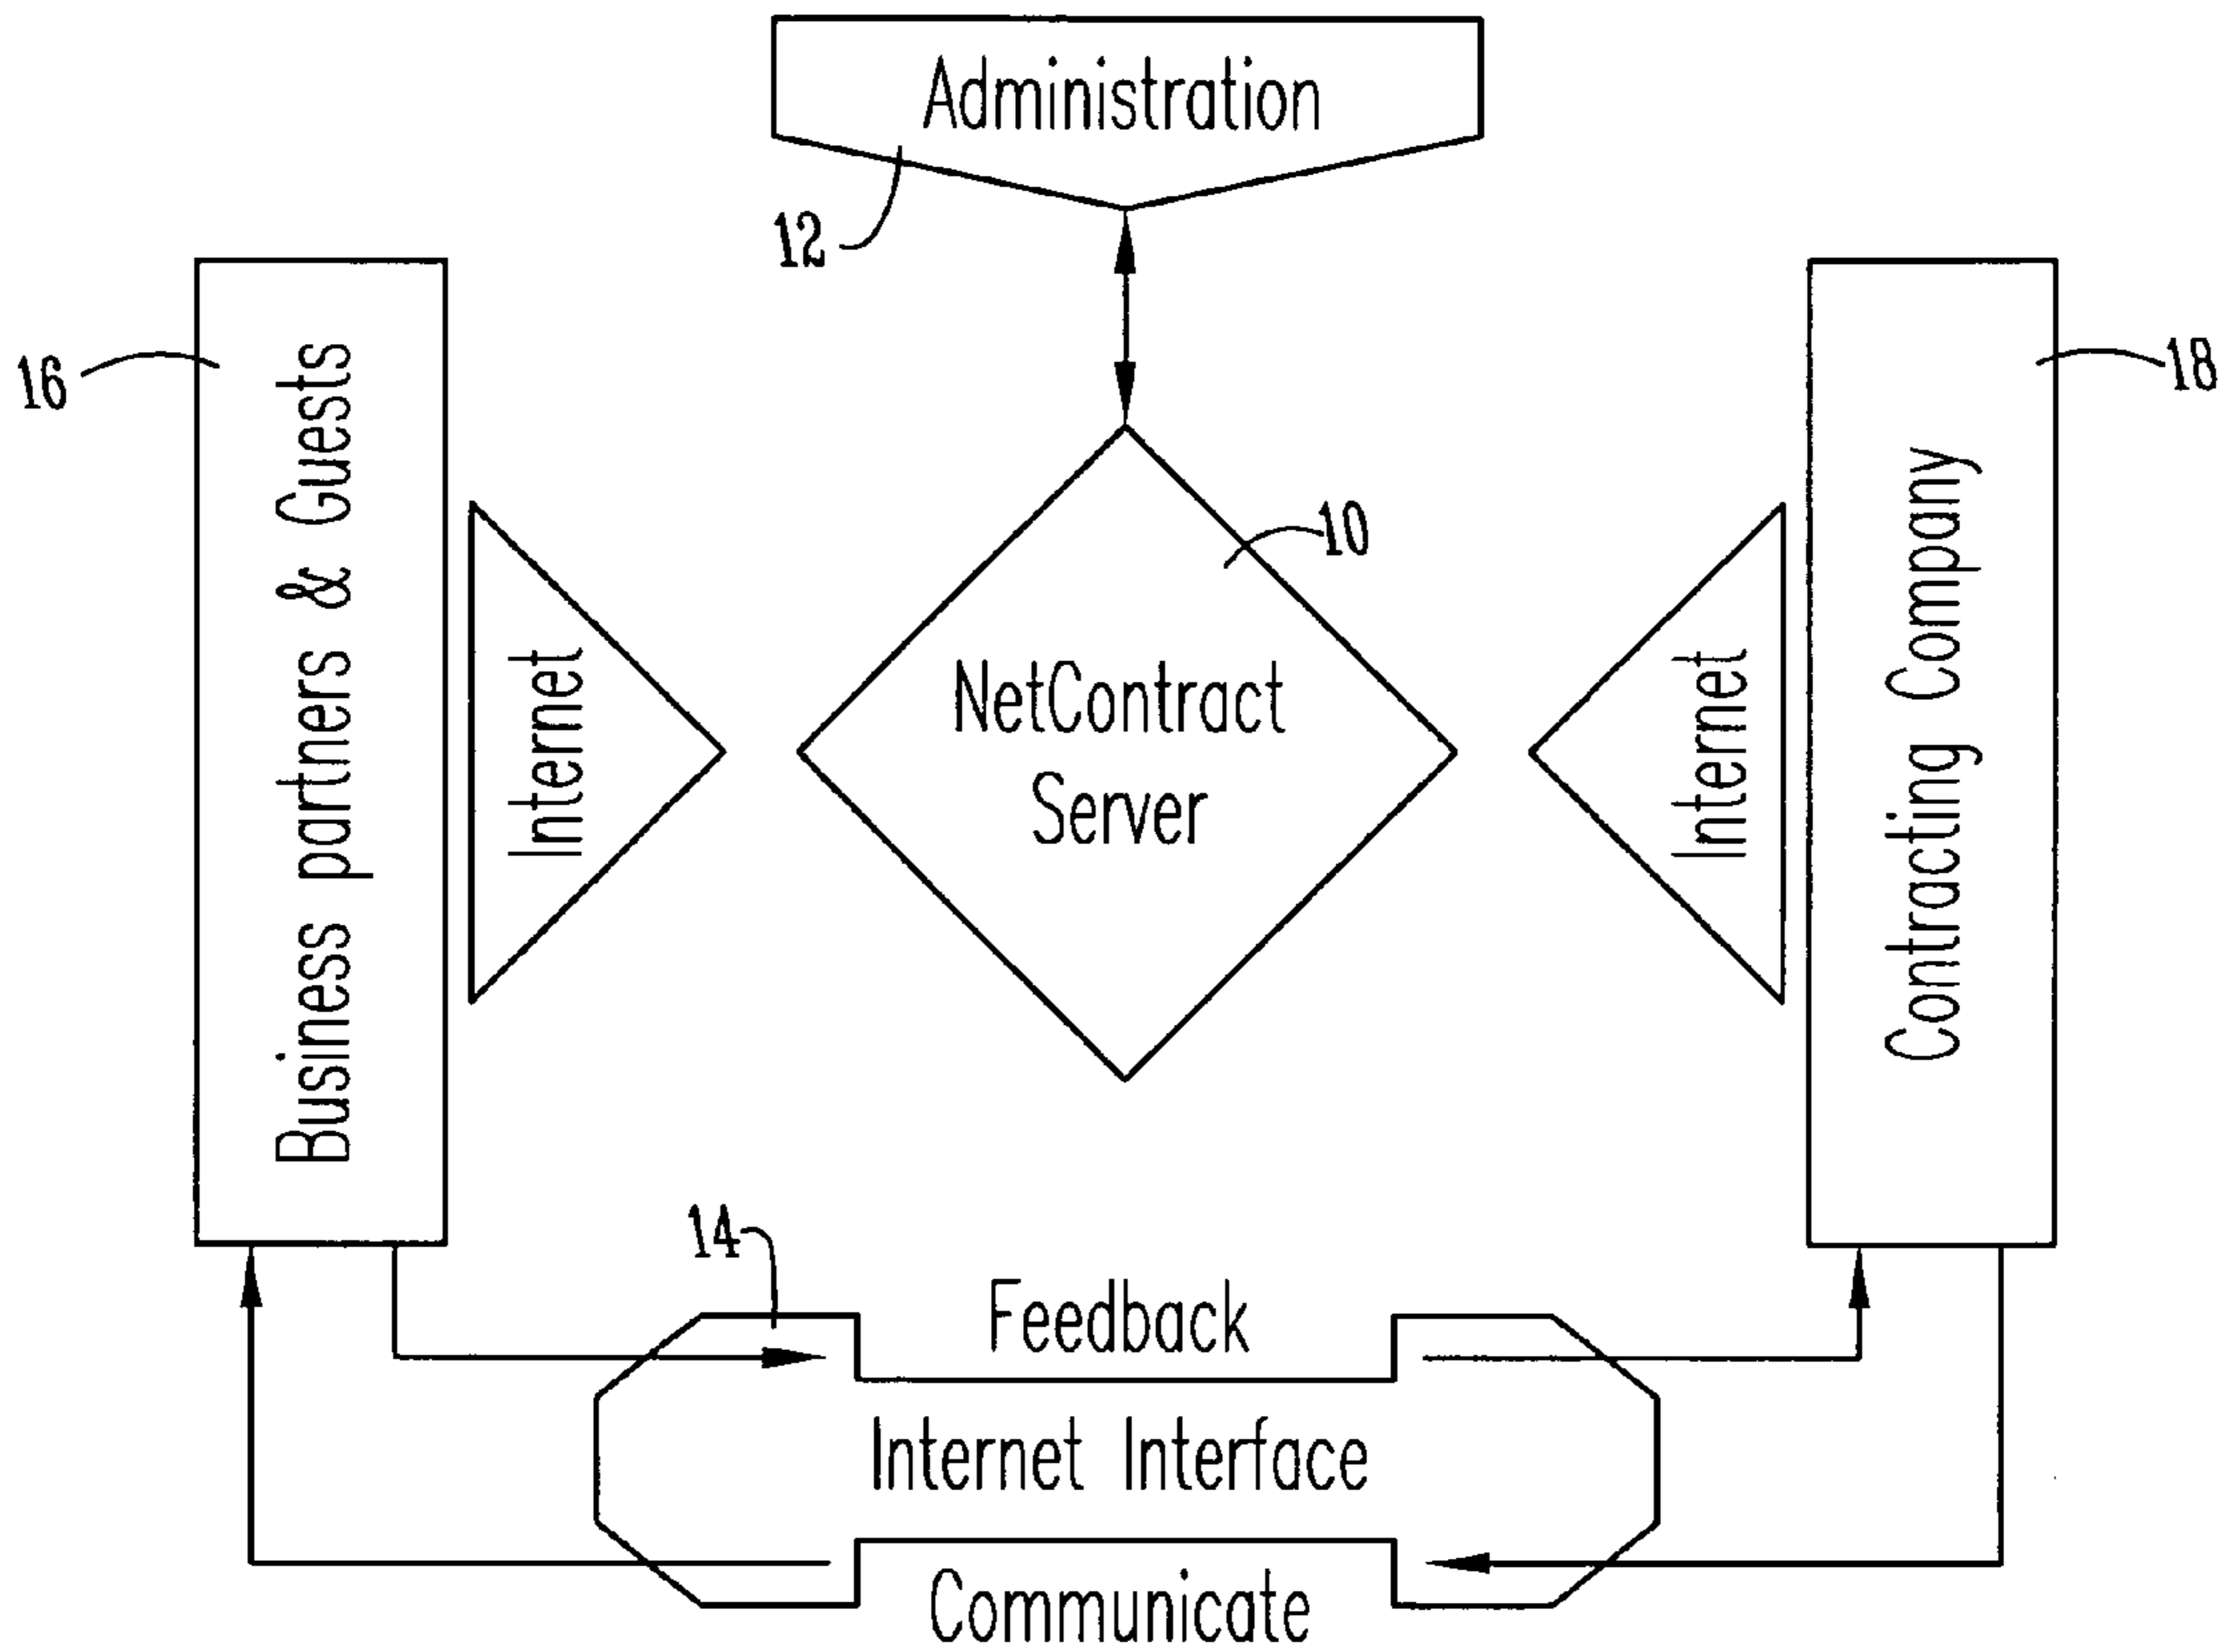 Administration
12
16
Business partners & Guests
Internet
10
NetContract
Server
Internet
18
Contracting Company
14
Feedback
Internet Interface
Communicate